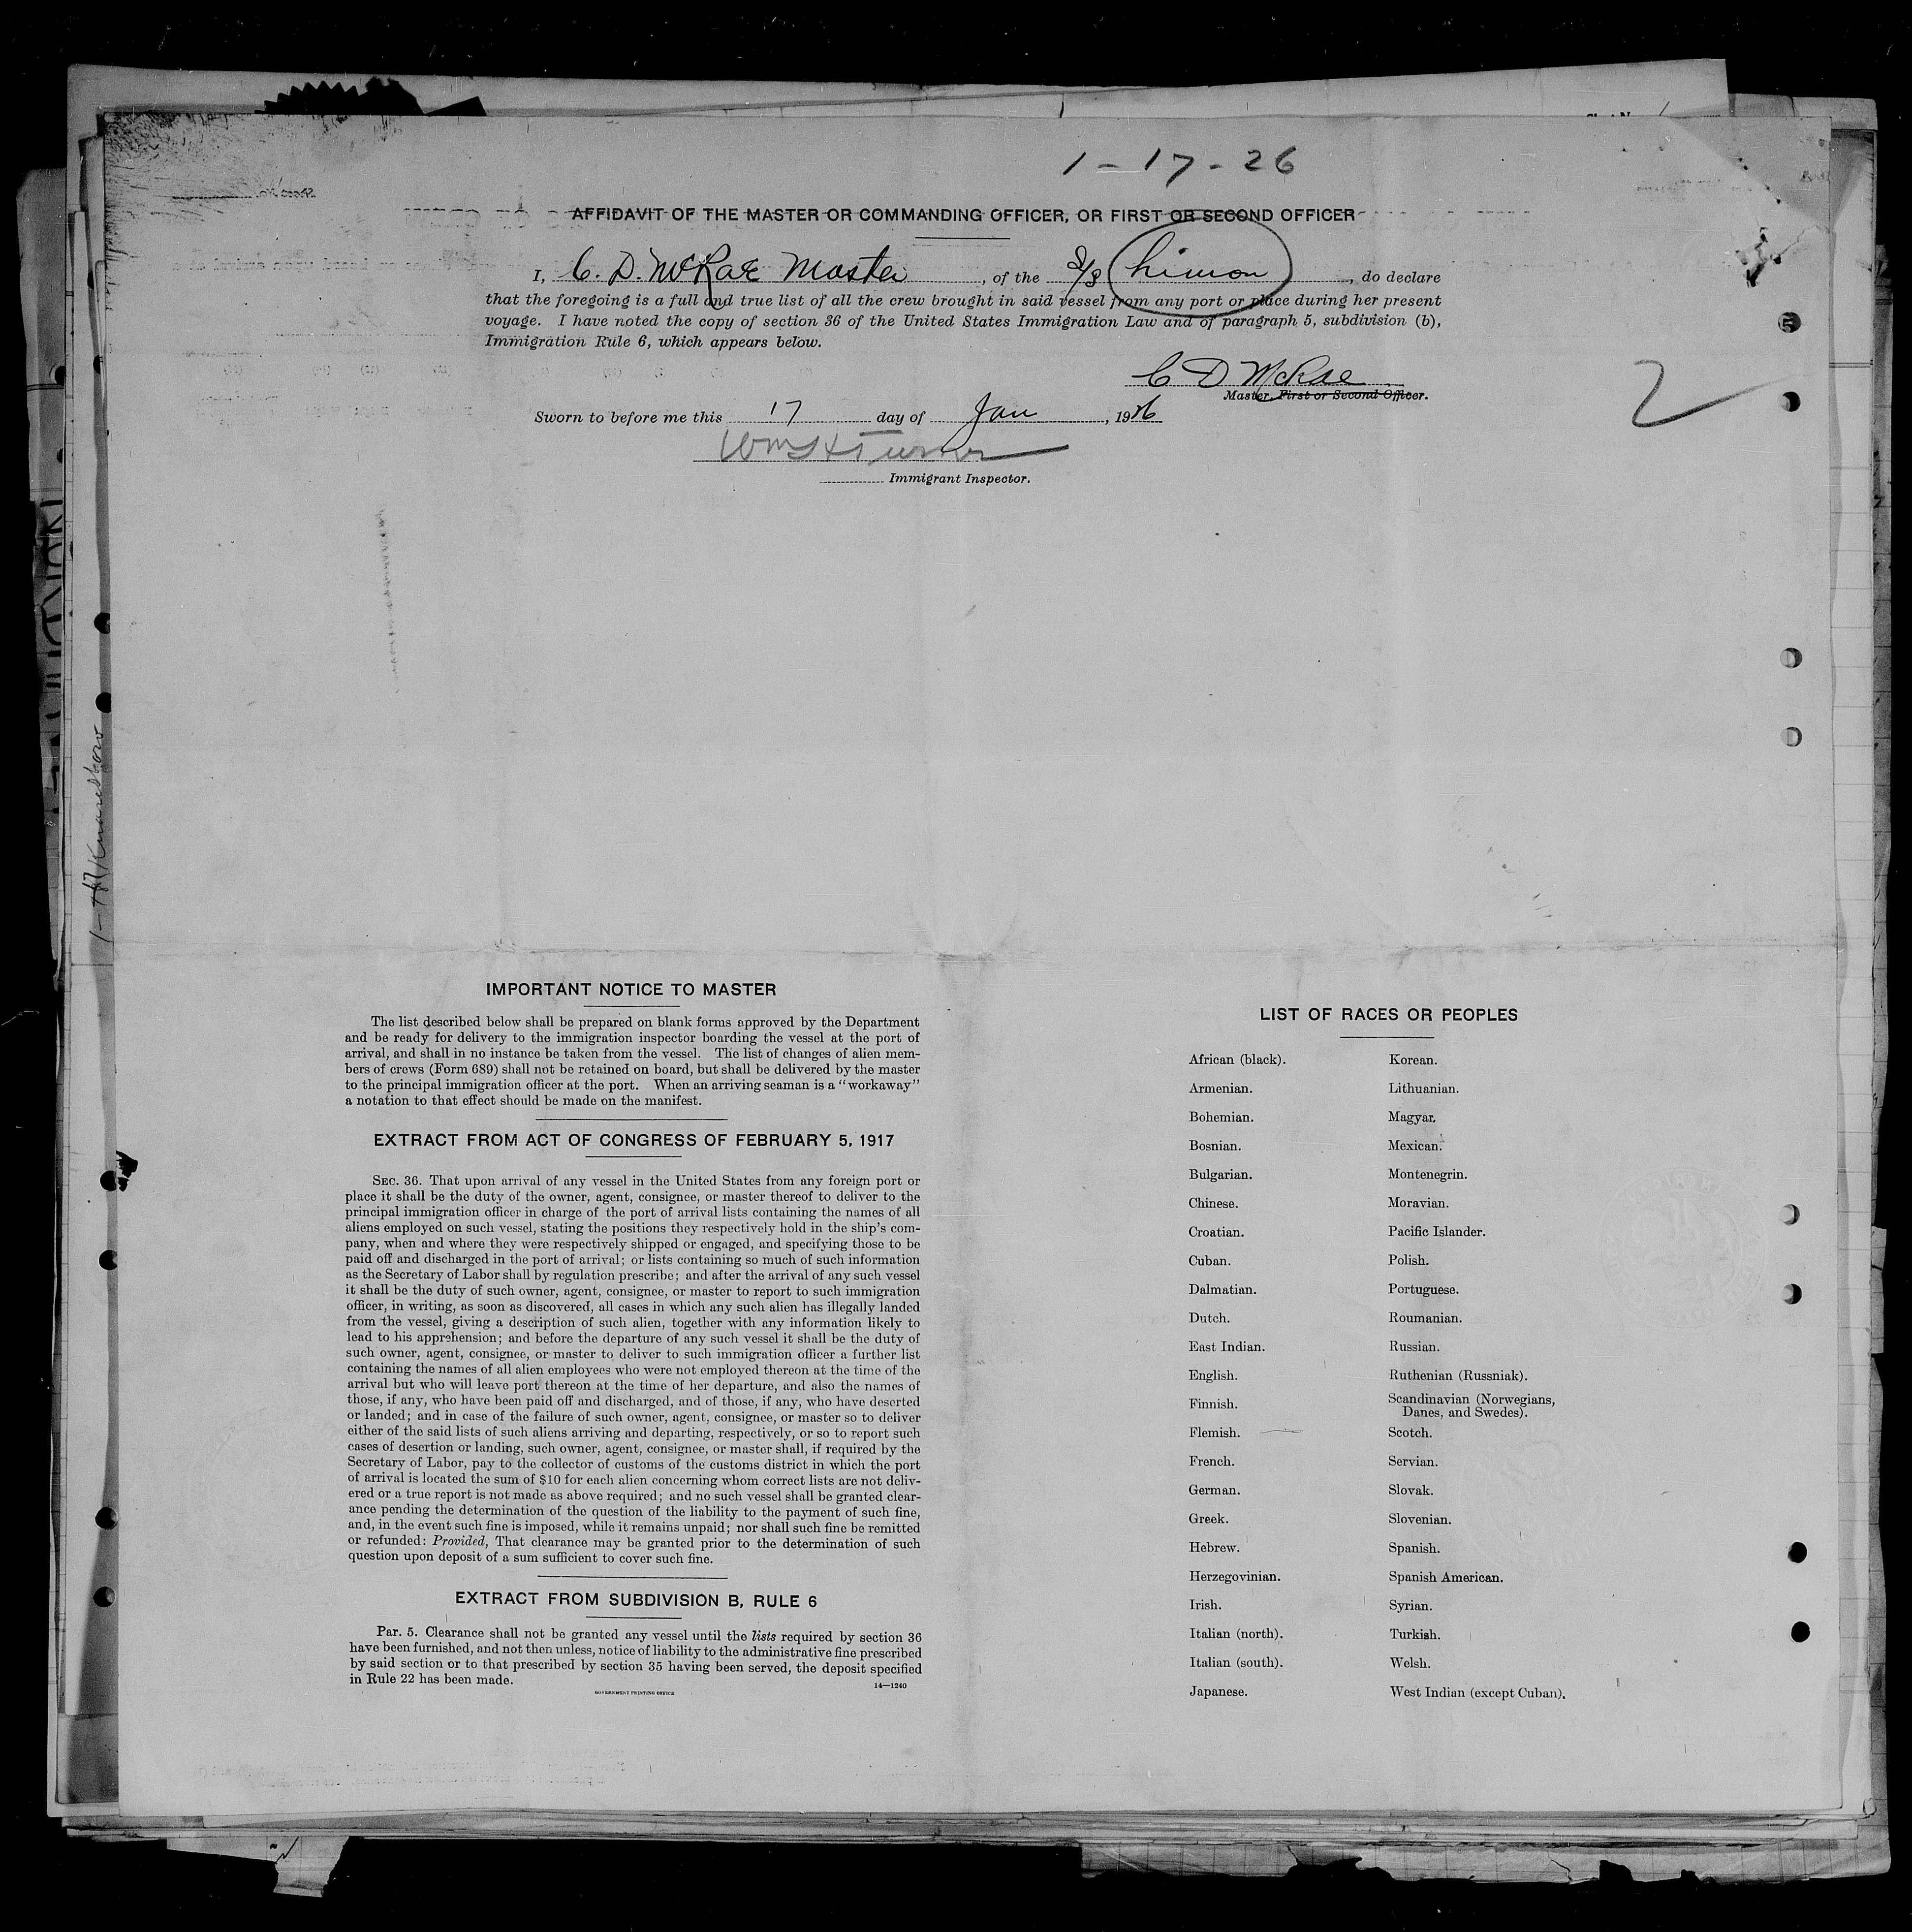 1-17-26
AFFIDAVIT OF THE MASTER OR COMMANDING OFFICER, OR FIRST OR SECOND OFFICER
I, C. D. McRae Master, of the S/S Limon, do declare
that the foregoing is a full and true list of all the crew brought in said vessel from any port or place during her present
voyage. I have noted the copy of section 36 of the United States Immigration Law and of paragraph 5, subdivision (b),
Immigration Rule 6, which appears below.
C D McRae
Master, First or Second Officer.
2
Sworn to before me this 17 day of Jan, 1926
Wm H Turner
Immigrant Inspector.
IMPORTANT NOTICE TO MASTER
The list described below shall be prepared on blank forms approved by the Department
and be ready for delivery to the immigration inspector boarding the vessel at the port of
arrival, and shall in no instance be taken from the vessel. The list of changes of alien mem-
bers of crews (Form 689) shall not be retained on board, but shall be delivered by the master
to the principal immigration officer at the port. When an arriving seaman is a "workaway"
a notation to that effect should be made on the manifest.
EXTRACT FROM ACT OF CONGRESS OF FEBRUARY 5, 1917
SEC. 36. That upon arrival of any vessel in the United States from any foreign port or
place it shall be the duty of the owner, agent, consignee, or master thereof to deliver to the
principal immigration officer in charge of the port of arrival lists containing the names of all
aliens employed on such vessel, stating the positions they respectively hold in the ship's com-
pany, when and where they were respectively shipped or engaged, and specifying those to be
paid off and discharged in the port of arrival; or lists containing so much of such information
as the Secretary of Labor shall by regulation prescribe; and after the arrival of any such vessel
it shall be the duty of such owner, agent, consignee, or master to report to such immigration
officer, in writing, as soon as discovered, all cases in which any such alien has illegally landed
from the vessel, giving a description of such alien, together with any information likely to
lead to his apprehension; and before the departure of any such vessel it shall be the duty of
such owner, agent, consignee, or master to deliver to such immigration officer a further list
containing the names of all alien employees who were not employed thereon at the time of the
arrival but who will leave port thereon at the time of her departure, and also the names of
those, if any, who have been paid off and discharged, and of those, if any, who have deserted
or landed; and in case of the failure of such owner, agent, consignee, or master so to deliver
either of the said lists of such aliens arriving and departing, respectively, or so to report such
cases of desertion or landing, such owner, agent, consignee, or master shall, if required by the
Secretary of Labor, pay to the collector of customs of the customs district in which the port
of arrival is located the sum of $10 for each alien concerning whom correct lists are not deliv-
ered or a true report is not made as above required; and no such vessel shall be granted clear-
ance pending the determination of the question of the liability to the payment of such fine,
and, in the event such fine is imposed, while it remains unpaid; nor shall such fine be remitted
or refunded: Provided, That clearance may be granted prior to the determination of such
question upon deposit of a sum sufficient to cover such fine.
EXTRACT FROM SUBDIVISION B, RULE 6
Par. 5. Clearance shall not be granted any vessel until the lists required by section 36
have been furnished, and not then unless, notice of liability to the administrative fine prescribed
by said section or to that prescribed by section 35 having been served, the deposit specified
in Rule 22 has been made.
14—1240
GOVERNMENT PRINTING OFFICE
LIST OF RACES OR PEOPLES
African (black). Korean.
Armenian. Lithuanian.
Bohemian. Magyar.
Bosnian. Mexican.
Bulgarian. Montenegrin.
Chinese. Moravian.
Croatian. Pacific Islander.
Cuban. Polish.
Dalmatian. Portuguese.
Dutch. Roumanian.
East Indian. Russian.
English. Ruthenian (Russniak).
Finnish. Scandinavian (Norwegians,
Danes, and Swedes).
Flemish. Scotch.
French. Servian.
German. Slovak.
Greek. Slovenian.
Hebrew. Spanish.
Herzegovinian. Spanish American.
Irish. Syrian.
Italian (north). Turkish.
Italian (south). Welsh.
Japanese. West Indian (except Cuban).